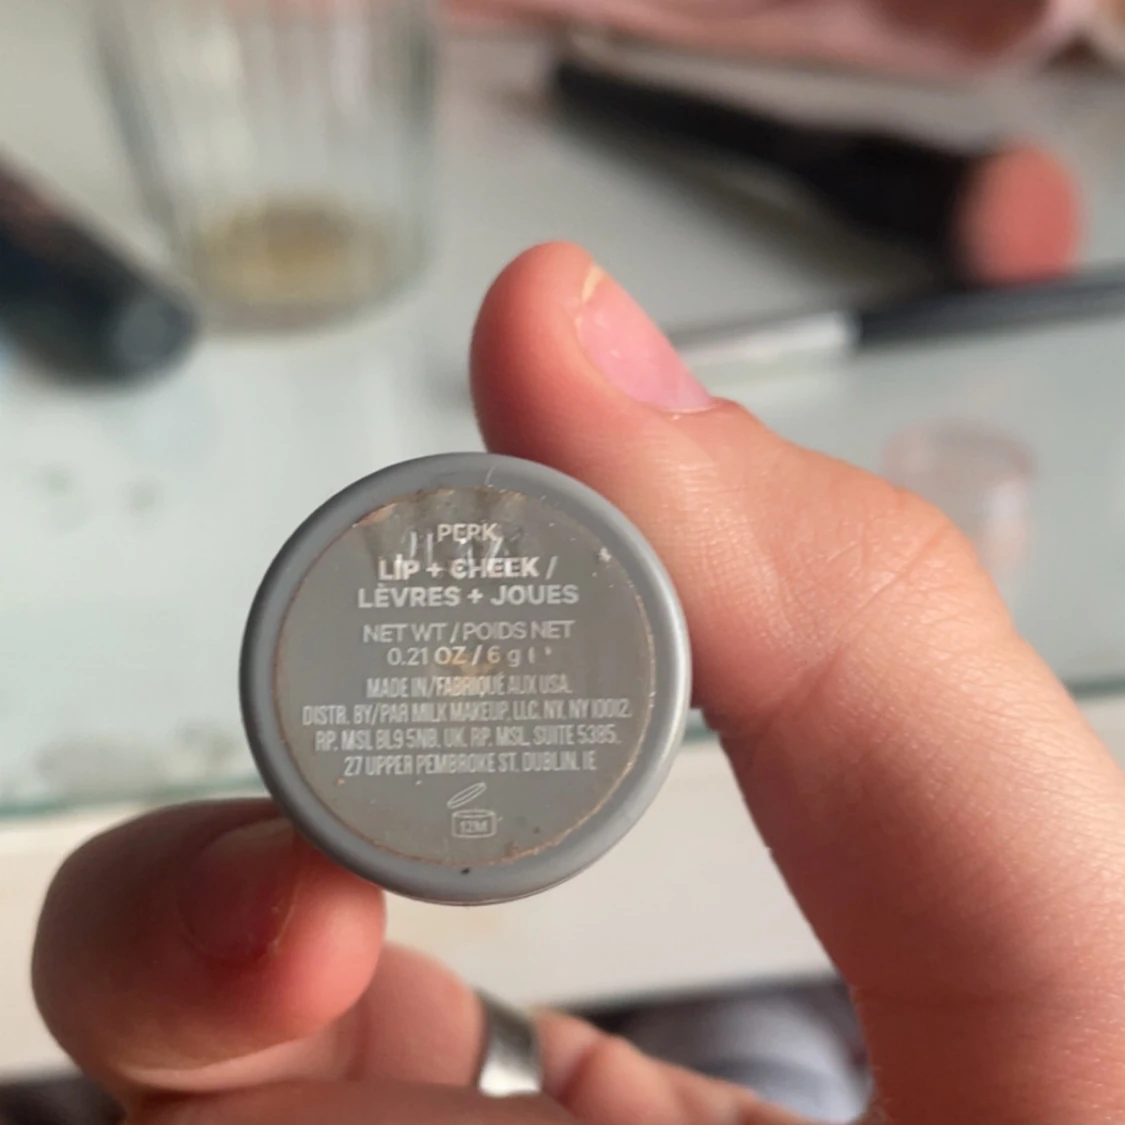 PERK
LIP + CHEEK /
LÈVRES + JOUES
NET WT / POIDS NET
0.21 OZ / 6 g
MADE IN/FABRIQUÉ AUX USA.
DISTR. BY/PAR MILK MAKEUP, LLC, NY, NY 10012.
RP. MSL BL9 5NB, UK. RP. MSL, SUITE 5385,
27 UPPER PEMBROKE ST, DUBLIN, IE
12M